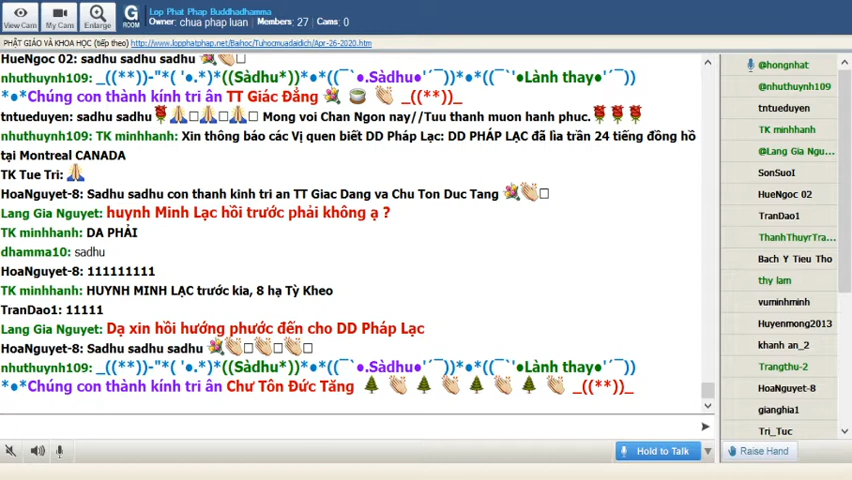 View Cam
My Cam
Enlarge
G
ROOM
Lop Phat Phap Buddhadhamma
Owner: chua phap luan Members: 27 Cams: 0
PHẬT GIÁO VÀ KHOA HỌC (tiếp theo) http://www.lopphatphap.net/Baihoc/Tuhocmuadaidich/Apr-26-2020.htm
HueNgoc 02: sadhu sadhu sadhu 💐👏
nhuthuynh109: _((**))-"*( '●.*)*((Sàdhu*))*●*((¯`●.Sàdhu●'´¯))*●*((¯`'●Lành thay●'´¯))
*●*Chúng con thành kính tri ân TT Giác Đẳng 💐 🍵 👏 _((**))_
tntueduyen: sadhu sadhu🌹🙏🙏🙏 Mong voi Chan Ngon nay//Tuu thanh muon hanh phuc.🌹🌹🌹
nhuthuynh109: TK minhhanh: Xin thông báo các Vị quen biết DD Pháp Lạc: DD PHÁP LẠC đã lìa trần 24 tiếng đồng hồ
tại Montreal CANADA
TK Tue Tri: 🙏
HoaNguyet-8: Sadhu sadhu con thanh kinh tri an TT Giac Dang va Chu Ton Duc Tang 💐👏
Lang Gia Nguyet: huynh Minh Lạc hồi trước phải không ạ ?
TK minhhanh: DẠ PHẢI
dhamma10: sadhu
HoaNguyet-8: 111111111
TK minhhanh: HUYNH MINH LẠC trước kia, 8 hạ Tỳ Kheo
TranDao1: 11111
Lang Gia Nguyet: Dạ xin hồi hướng phước đến cho DD Pháp Lạc
HoaNguyet-8: Sadhu sadhu sadhu 💐👏👏👏
nhuthuynh109: _((**))-"*( '●.*)*((Sàdhu*))*●*((¯`●.Sàdhu●'´¯))*●*((¯`'●Lành thay●'´¯))
*●*Chúng con thành kính tri ân Chư Tôn Đức Tăng 🌲 👏 🌲 👏 🌲 👏 🌲 👏 _((**))_
@hongnhat
@nhuthuynh109
tntueduyen
TK minhhanh
@Lang Gia Ngu...
SonSuoI
HueNgoc 02
TranDao1
ThanhThuyrTra...
Bach Y Tieu Tho
thy lam
vuminhminh
Huyenmong2013
khanh an_2
Trangthu-2
HoaNguyet-8
gianghia1
Tri_Tuc
Hold to Talk
Raise Hand